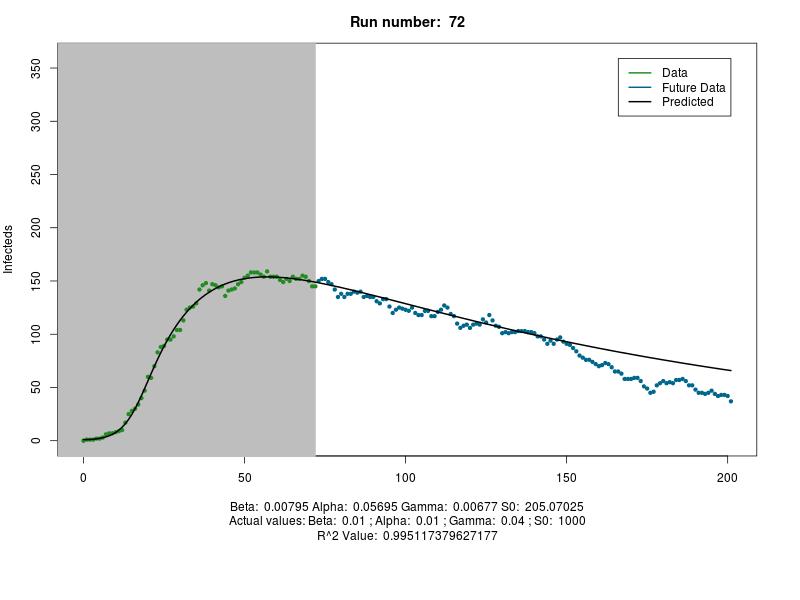 Run number:  72
350
300
250
200
150
100
50
0
Infecteds
Data
Future Data
Predicted
0 50 100 150 200
Beta:  0.00795 Alpha:  0.05695 Gamma:  0.00677 S0:  205.07025
Actual values: Beta:  0.01 ; Alpha:  0.01 ; Gamma:  0.04 ; S0:  1000
R^2 Value:  0.995117379627177